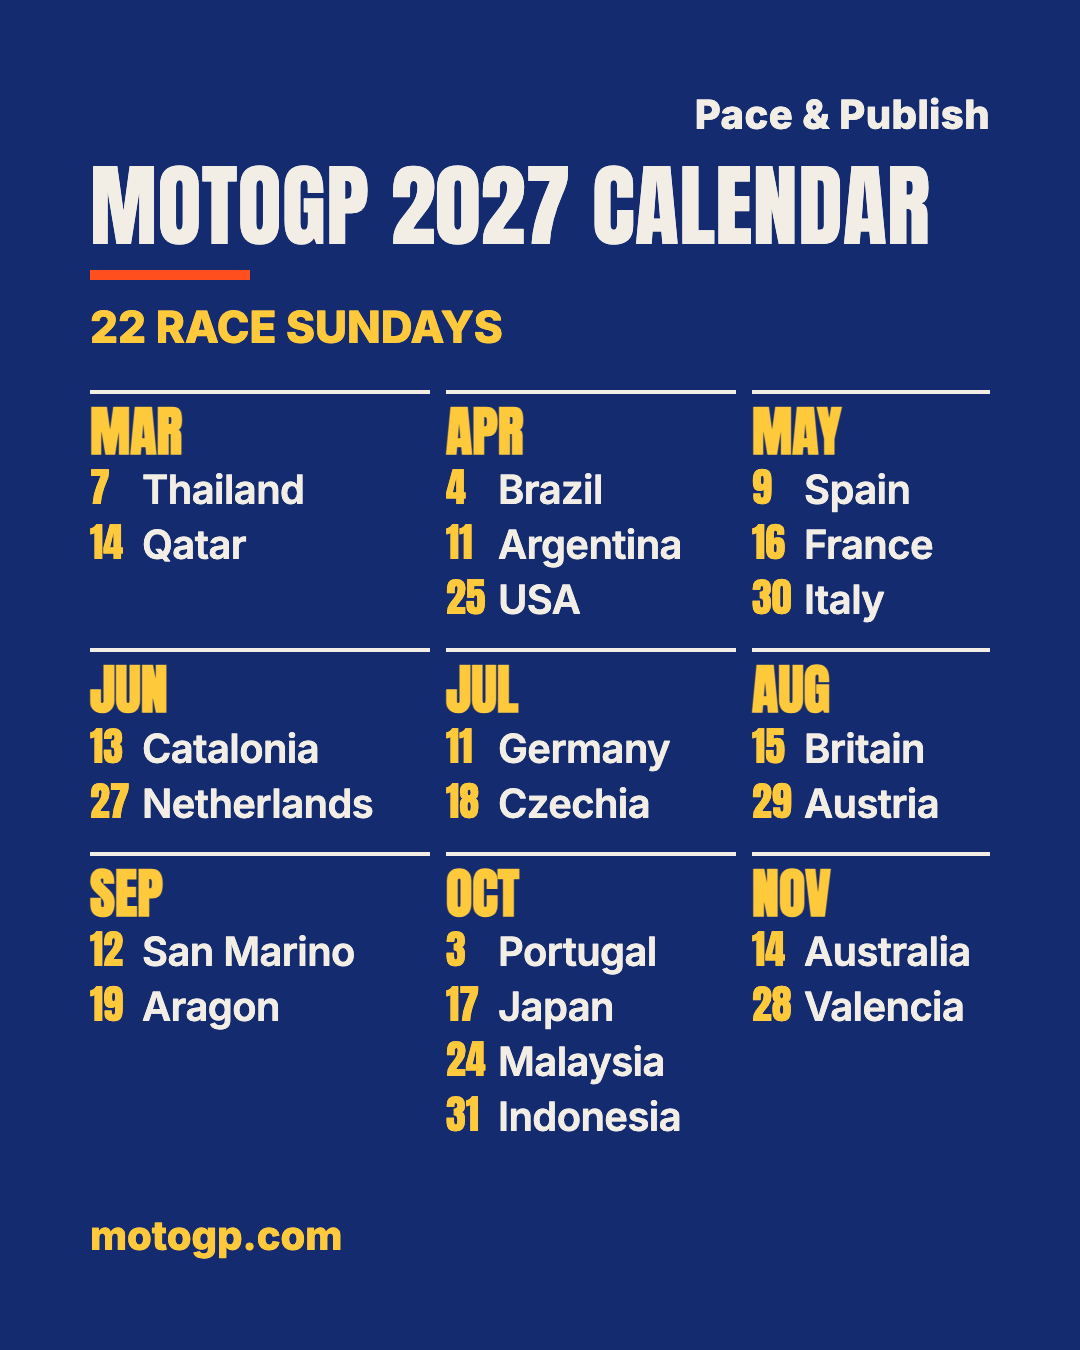 Pace & Publish
MOTOGP 2027 CALENDAR
22 RACE SUNDAYS
MAR
7 Thailand
14 Qatar
APR
4 Brazil
11 Argentina
25 USA
MAY
9 Spain
16 France
30 Italy
JUN
13 Catalonia
27 Netherlands
JUL
11 Germany
18 Czechia
AUG
15 Britain
29 Austria
SEP
12 San Marino
19 Aragon
OCT
3 Portugal
17 Japan
24 Malaysia
31 Indonesia
NOV
14 Australia
28 Valencia
motogp.com